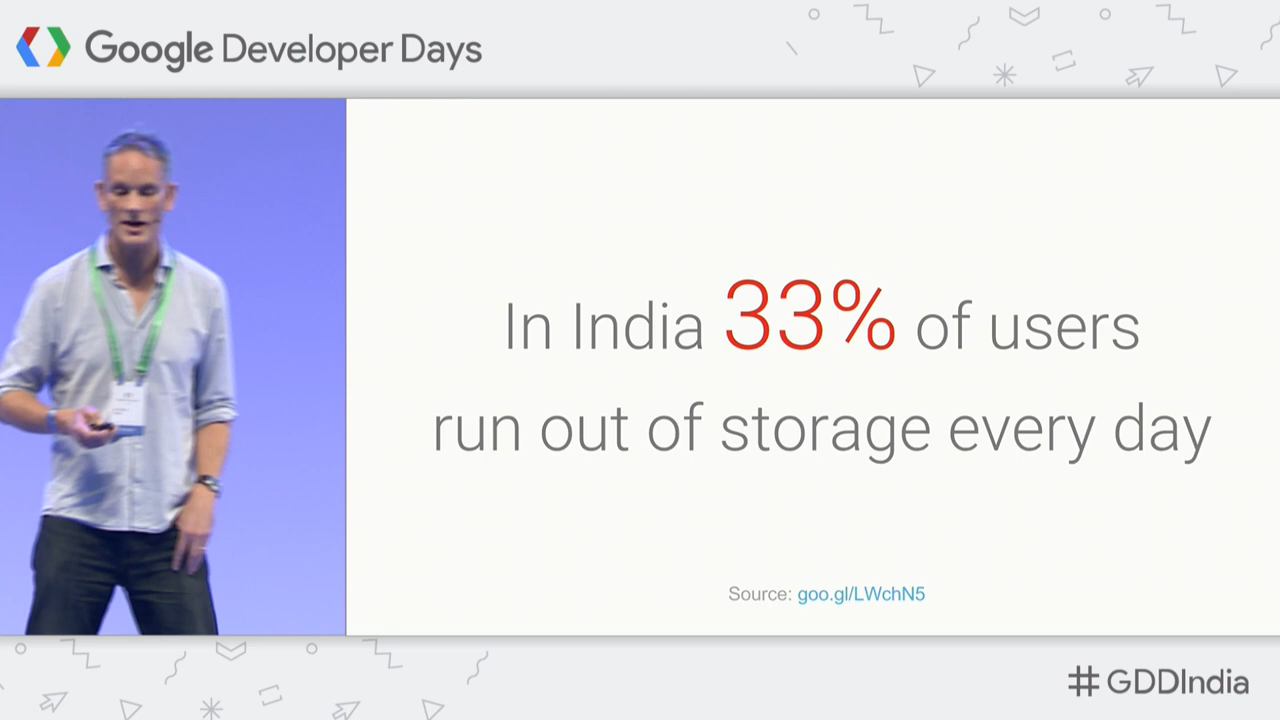 Google Developer Days
In India 33% of users
run out of storage every day
Source: goo.gl/LWchN5
#GDDIndia